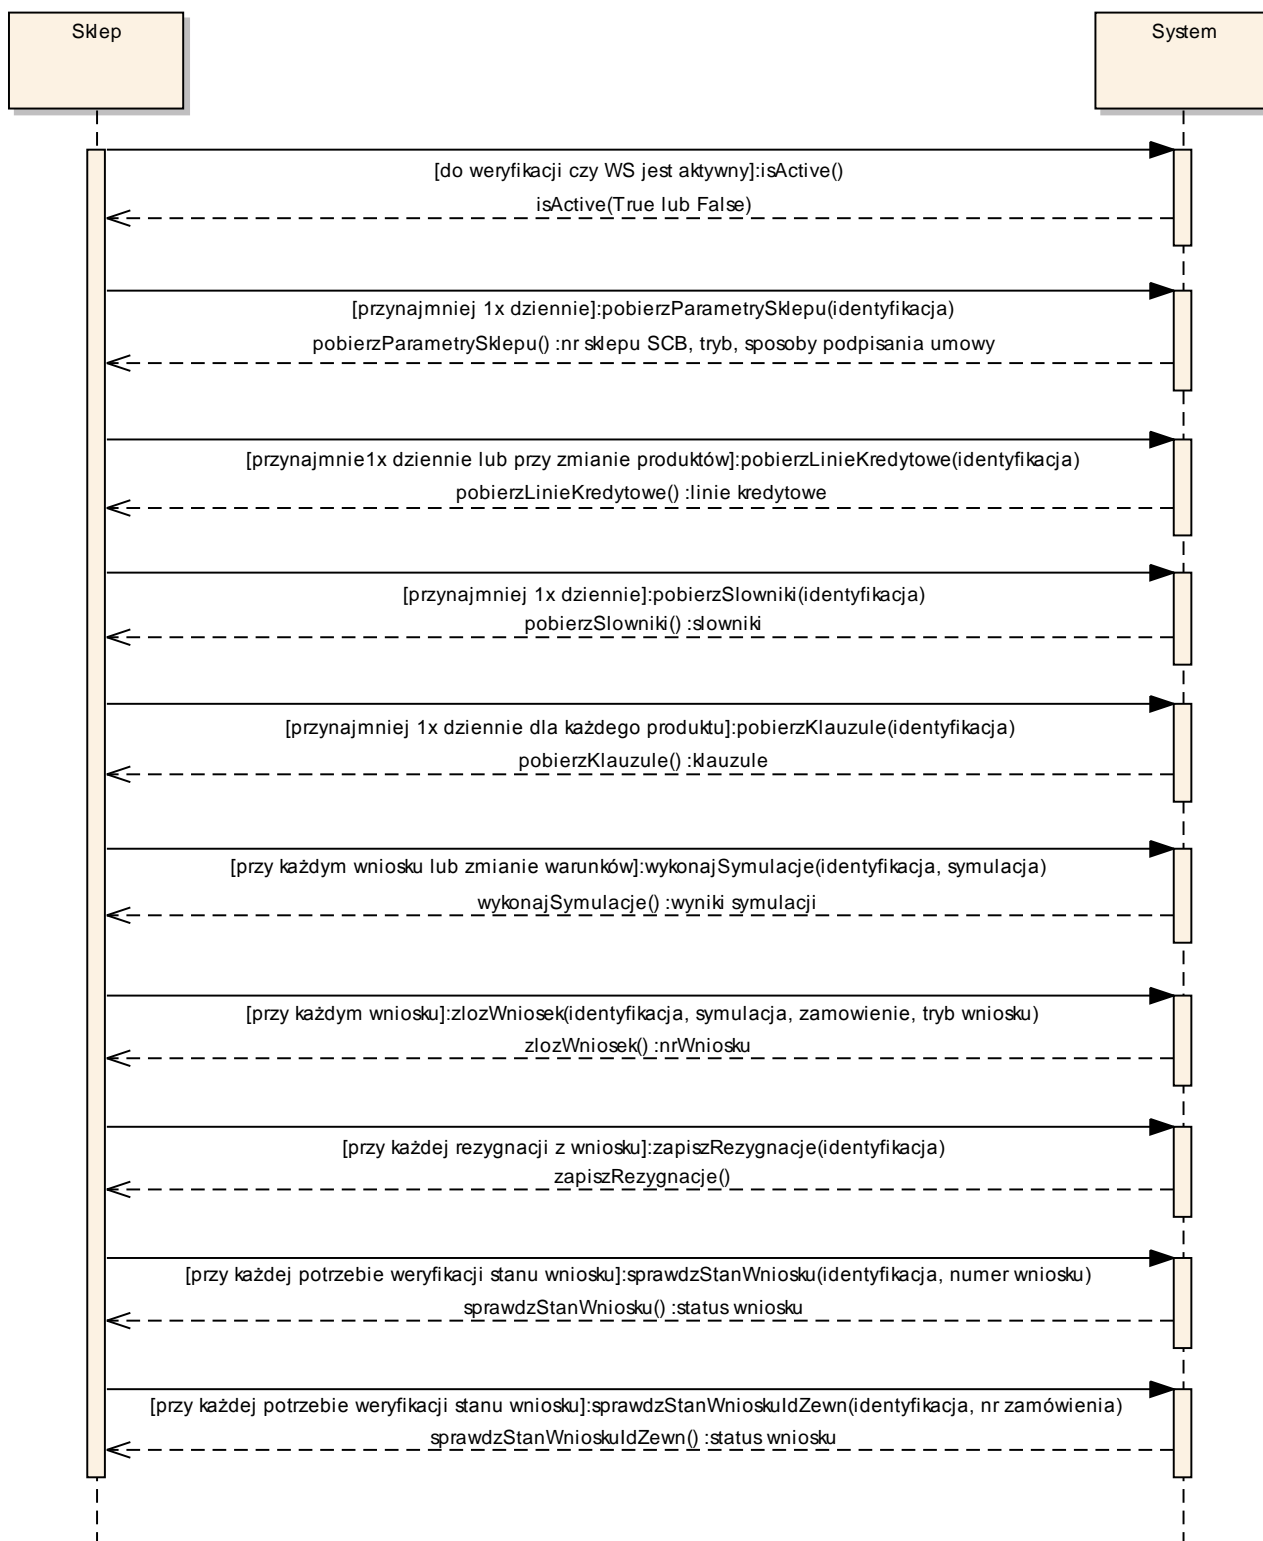 Sklep
System
[do weryfikacji czy WS jest aktywny]:isActive()
isActive(True lub False)
[przynajmniej 1x dziennie]:pobierzParametrySklepu(identyfikacja)
pobierzParametrySklepu() :nr sklepu SCB, tryb, sposoby podpisania umowy
[przynajmnie1x dziennie lub przy zmianie produktów]:pobierzLinieKredytowe(identyfikacja)
pobierzLinieKredytowe() :linie kredytowe
[przynajmniej 1x dziennie]:pobierzSlowniki(identyfikacja)
pobierzSlowniki() :slowniki
[przynajmniej 1x dziennie dla każdego produktu]:pobierzKlauzule(identyfikacja)
pobierzKlauzule() :klauzule
[przy każdym wniosku lub zmianie warunków]:wykonajSymulacje(identyfikacja, symulacja)
wykonajSymulacje() :wyniki symulacji
[przy każdym wniosku]:zlozWniosek(identyfikacja, symulacja, zamowienie, tryb wniosku)
zlozWniosek() :nrWniosku
[przy każdej rezygnacji z wniosku]:zapiszRezygnacje(identyfikacja)
zapiszRezygnacje()
[przy każdej potrzebie weryfikacji stanu wniosku]:sprawdzStanWniosku(identyfikacja, numer wniosku)
sprawdzStanWniosku() :status wniosku
[przy każdej potrzebie weryfikacji stanu wniosku]:sprawdzStanWnioskuIdZewn(identyfikacja, nr zamówienia)
sprawdzStanWnioskuIdZewn() :status wniosku